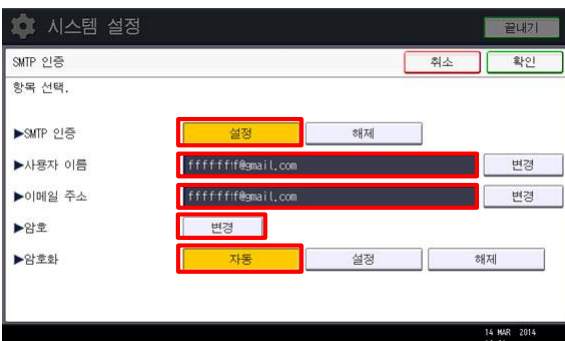 시스템 설정 끝내기
SMTP 인증 취소 확인
항목 선택.
▶SMTP 인증 설정 해제
▶사용자 이름 ffffff1f@gmail.com 변경
▶이메일 주소 ffffff1f@gmail.com 변경
▶암호 변경
▶암호화 자동 설정 해제
14 MAR 2014